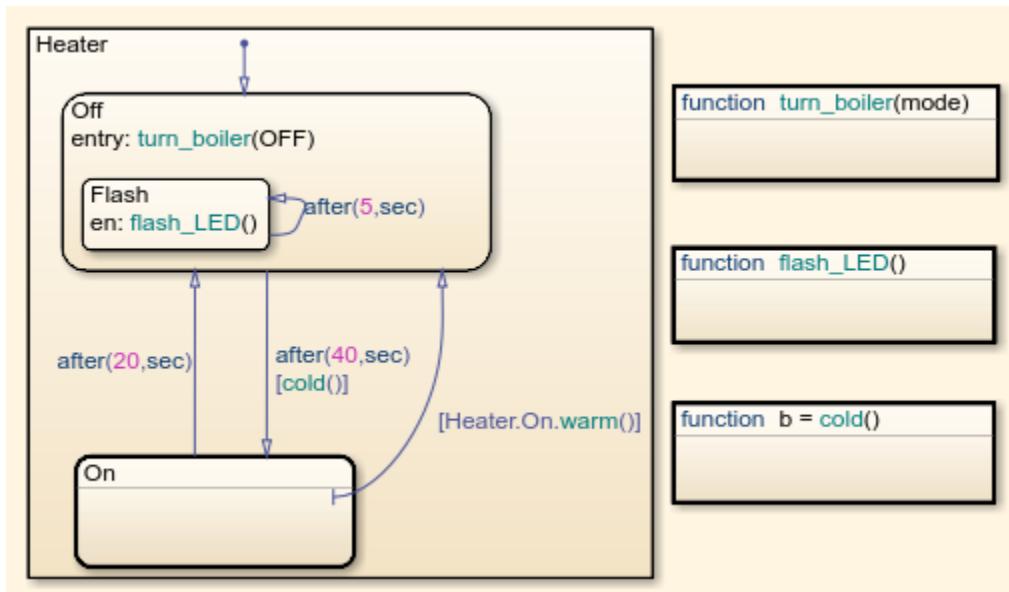 Heater
Off
entry: turn_boiler(OFF)
Flash
en: flash_LED()
after(5,sec)
after(20,sec)
after(40,sec)
[cold()]
[Heater.On.warm()]
On
function turn_boiler(mode)
function flash_LED()
function b = cold()